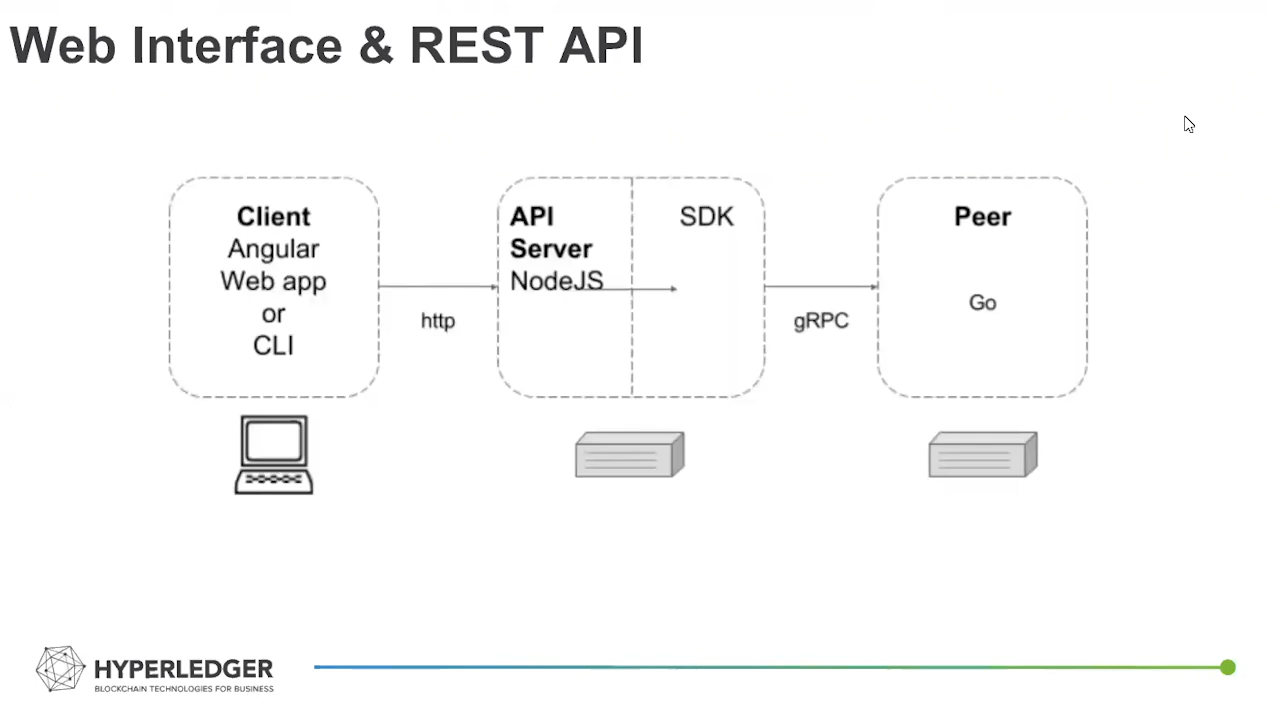 Web Interface & REST API
Client
Angular
Web app
or
CLI
http
API
Server
NodeJS
SDK
gRPC
Peer
Go
HYPERLEDGER
BLOCKCHAIN TECHNOLOGIES FOR BUSINESS